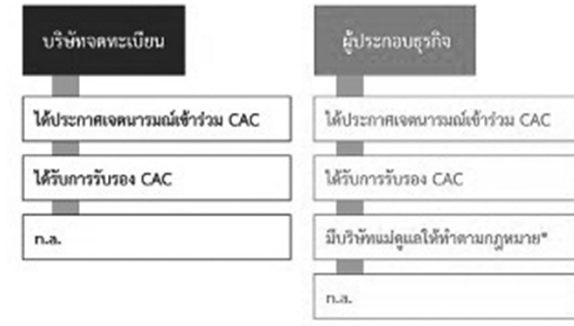 บริษัทจดทะเบียน
ได้ประกาศเจตนารมณ์เข้าร่วม CAC
ได้รับการรับรอง CAC
n.a.
ผู้ประกอบธุรกิจ
ได้ประกาศเจตนารมณ์เข้าร่วม CAC
ได้รับการรับรอง CAC
มีบริษัทแม่ดูแลให้ทำตามกฎหมาย*
n.a.